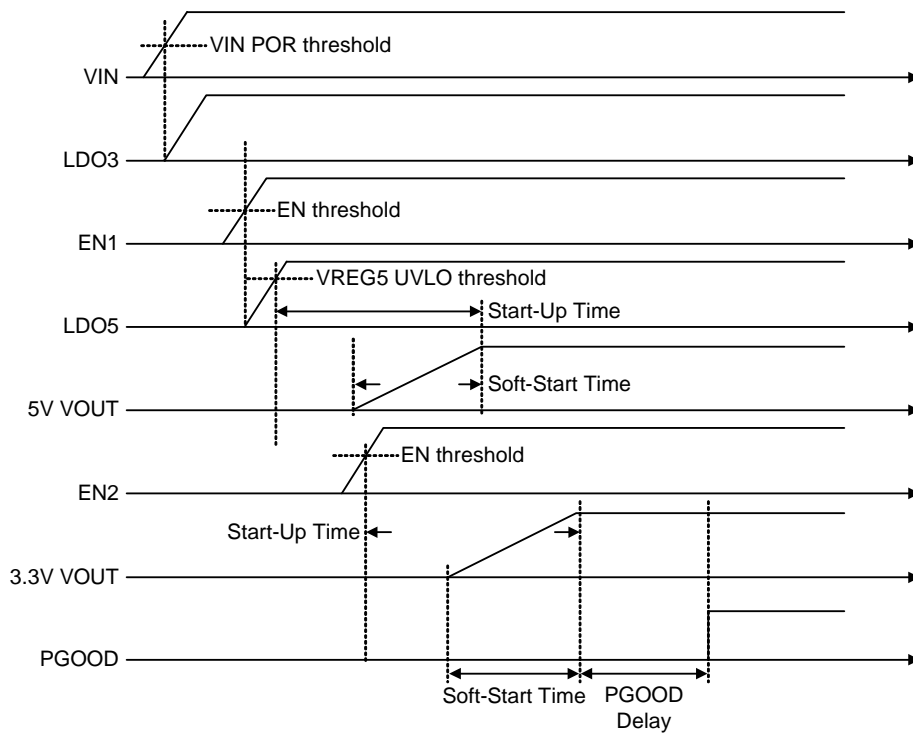 VIN POR threshold
VIN
LDO3
EN threshold
EN1
VREG5 UVLO threshold
Start-Up Time
LDO5
Soft-Start Time
5V VOUT
EN threshold
EN2
Start-Up Time
3.3V VOUT
PGOOD
Soft-Start Time
PGOOD
Delay